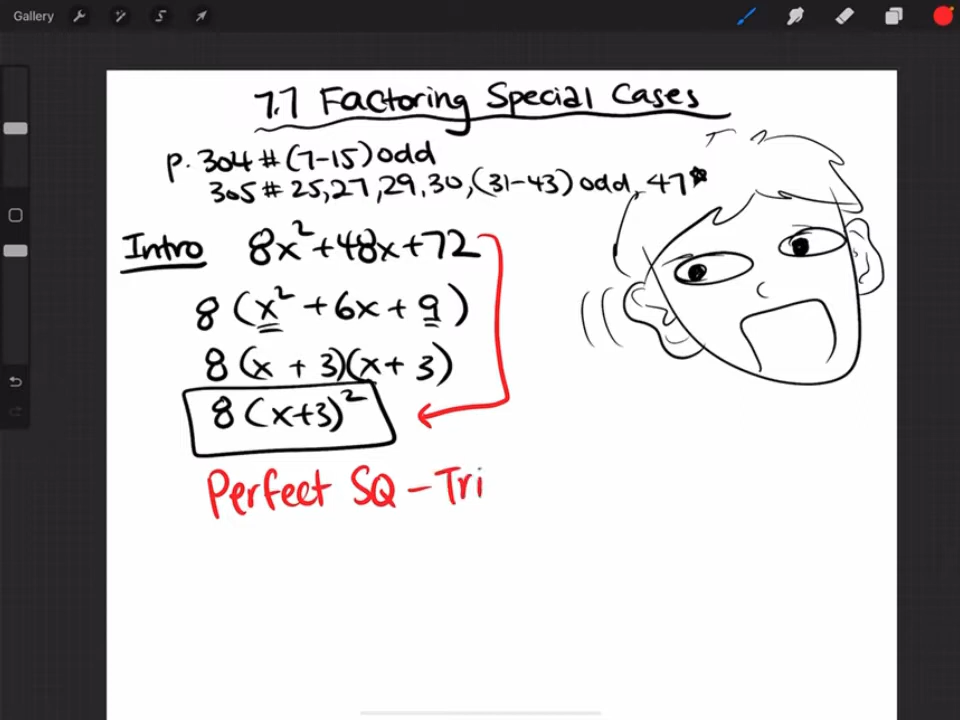 Gallery
7.7 Factoring Special Cases
p. 304 # (7-15) odd
305 # 25, 27, 29, 30, (31-43) odd, 47*
Intro 8x² + 48x + 72
8 (x² + 6x + 9)
8 (x + 3)(x + 3)
8 (x+3)²
Perfect SQ - Tri